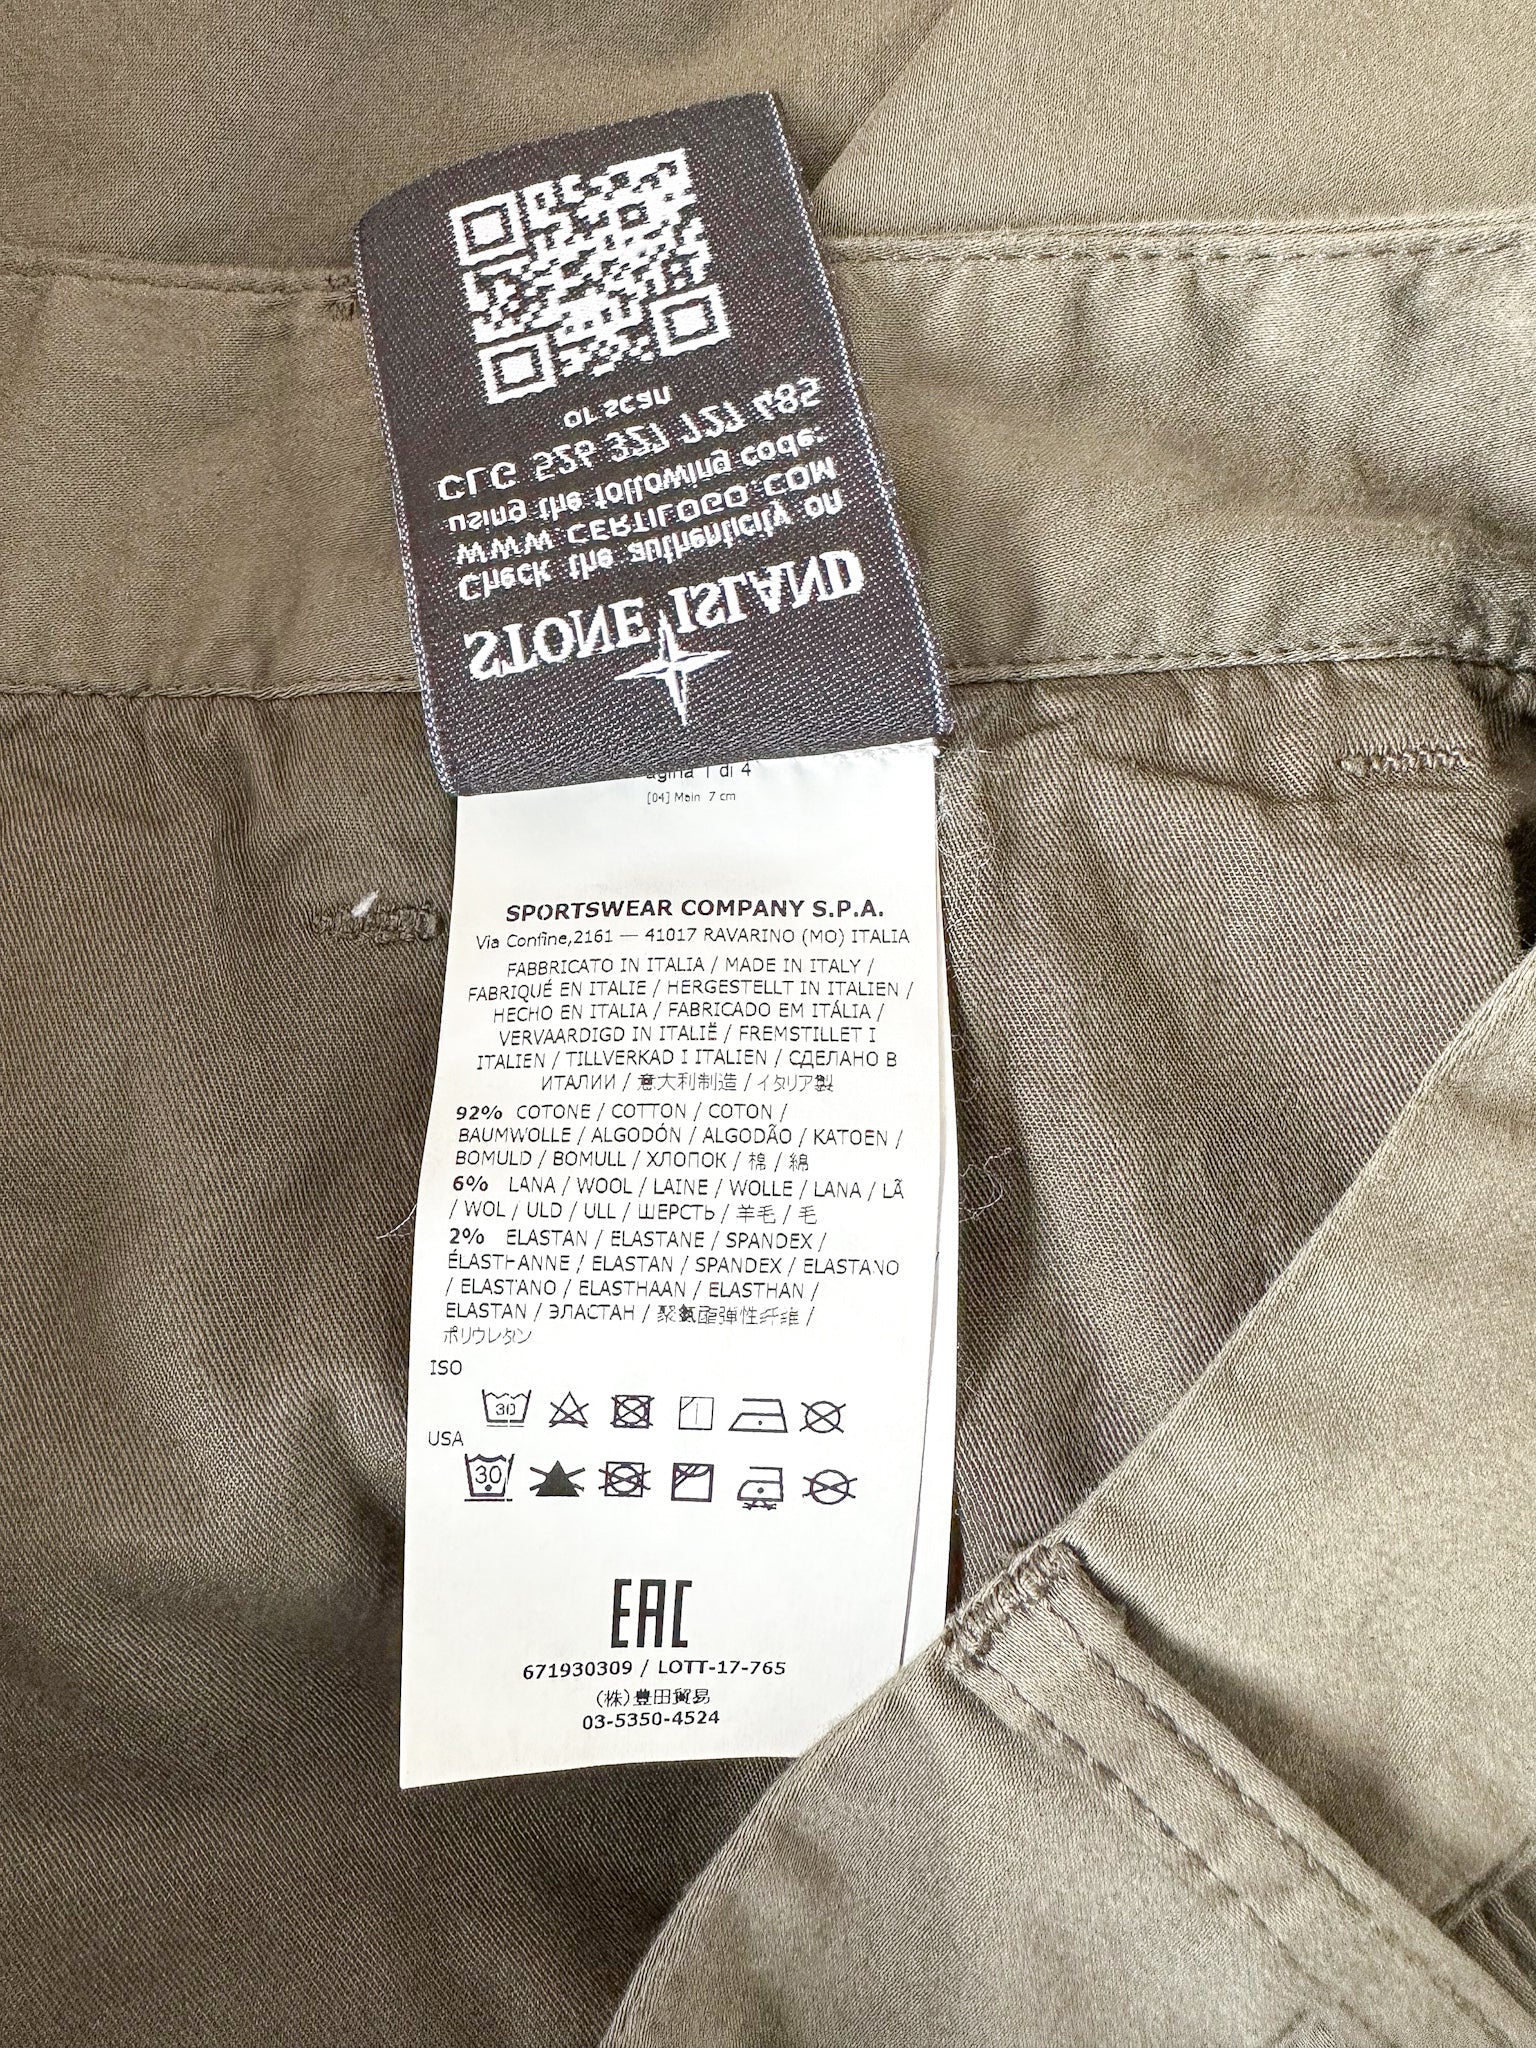 or scan
CLG 526 327 727 485
using the following code:
WWW.CERTILOGO.COM
Check the authenticity on
STONE ISLAND
1 di 4
[04] Main 7 cm
SPORTSWEAR COMPANY S.P.A.
Via Confine,2161 — 41017 RAVARINO (MO) ITALIA
FABBRICATO IN ITALIA / MADE IN ITALY /
FABRIQUÉ EN ITALIE / HERGESTELLT IN ITALIEN /
HECHO EN ITALIA / FABRICADO EM ITÁLIA /
VERVAARDIGD IN ITALIË / FREMSTILLET I
ITALIEN / TILLVERKAD I ITALIEN / СДЕЛАНО В
ИТАЛИИ / 意大利制造 / イタリア製
92% COTONE / COTTON / COTON /
BAUMWOLLE / ALGODÓN / ALGODÃO / KATOEN /
BOMULD / BOMULL / ХЛОПОК / 棉 / 綿
6% LANA / WOOL / LAINE / WOLLE / LANA / LÃ
/ WOL / ULD / ULL / ШЕРСТЬ / 羊毛 / 毛
2% ELASTAN / ELASTANE / SPANDEX /
ÉLASTHANNE / ELASTAN / SPANDEX / ELASTANO
/ ELASTANO / ELASTHAAN / ELASTHAN /
ELASTAN / ЭЛАСТАН / 聚氨酯弹性纤维 /
ポリウレタン
ISO
30
USA
30
EAC
671930309 / LOTT-17-765
(株)豊田貿易
03-5350-4524